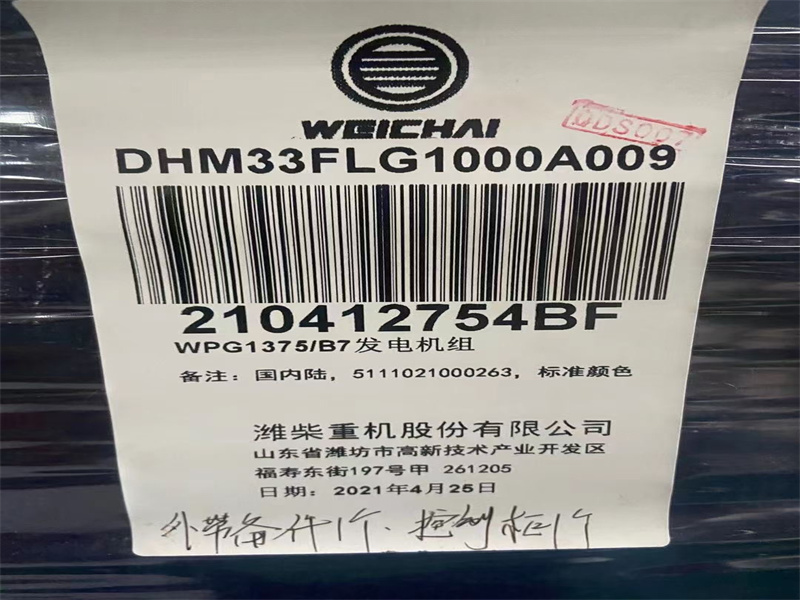 WEICHAI
DHM33FLG1000A009
210412754BF
WPG1375/B7发电机组
备注：国内陆，5111021000263，标准颜色
潍柴重机股份有限公司
山东省潍坊市高新技术产业开发区
福寿东街197号甲 261205
日期：2021年4月25日
外带备件1个、控制柜1个